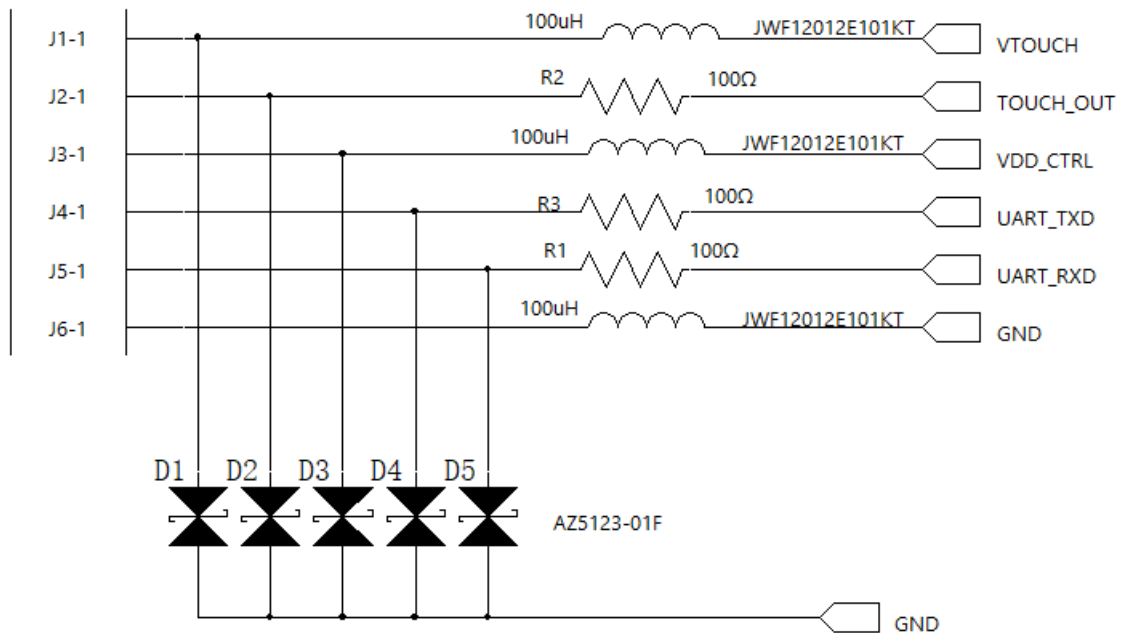 J1-1 100uH JWF12012E101KT VTOUCH
J2-1 R2 100Ω TOUCH_OUT
J3-1 100uH JWF12012E101KT VDD_CTRL
J4-1 R3 100Ω UART_TXD
J5-1 R1 100Ω UART_RXD
J6-1 100uH JWF12012E101KT GND
D1 D2 D3 D4 D5
AZ5123-01F
GND